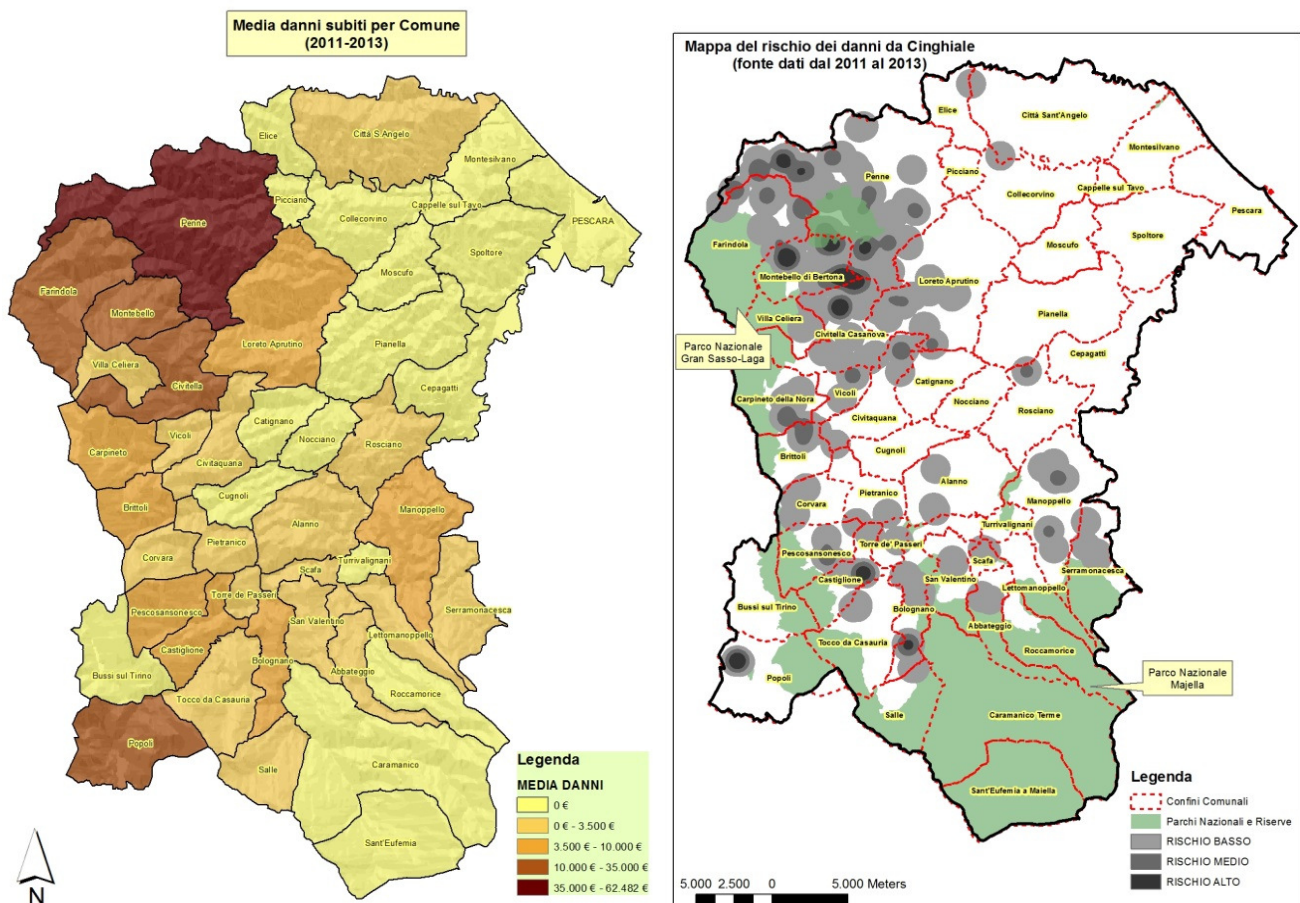 Media danni subiti per Comune
(2011-2013)
Elice
Città S.Angelo
Montesilvano
Penne
Picciano
Collecorvino
Cappelle sul Tavo
PESCARA
Spoltore
Moscufo
Farindola
Montebello
Loreto Aprutino
Pianella
Villa Celiera
Civitella
Cepagatti
Catignano
Carpineto
Vicoli
Nocciano
Rosciano
Civitaquana
Cugnoli
Brittoli
Manoppello
Alanno
Pietranico
Corvara
Turrivalignani
Scafa
Pescosansonesco
Torre de Passeri
Serramonacesca
San Valentino
Lettomanoppello
Castiglione
Bolognano
Abbateggio
Bussi sul Tirino
Roccamorice
Tocco da Casauria
Popoli
Salle
Caramanico
Sant'Eufemia
Legenda
MEDIA DANNI
0 €
0 € - 3.500 €
3.500 € - 10.000 €
10.000 € - 35.000 €
35.000 € - 62.482 €
N
Mappa del rischio dei danni da Cinghiale
(fonte dati dal 2011 al 2013)
Elice
Città Sant'Angelo
Montesilvano
Penne
Picciano
Cappelle sul Tavo
Collecorvino
Pescara
Spoltore
Farindola
Moscufo
Montebello di Bertona
Loreto Aprutino
Villa Celiera
Pianella
Civitella Casanova
Parco Nazionale
Gran Sasso-Laga
Cepagatti
Catignano
Carpineto della Nora
Vicoli
Nocciano
Rosciano
Civitaquana
Cugnoli
Brittoli
Alanno
Pietranico
Manoppello
Corvara
Turrivalignani
Torre de' Passeri
Pescosansonesco
Scafa
Serramonacesca
Castiglione
San Valentino
Lettomanoppello
Bussi sul Tirino
Bolognano
Abbateggio
Tocco da Casauria
Roccamorice
Parco Nazionale
Majella
Popoli
Salle
Caramanico Terme
Sant'Eufemia a Maiella
Legenda
Confini Comunali
Parchi Nazionali e Riserve
RISCHIO BASSO
RISCHIO MEDIO
RISCHIO ALTO
5.000 2.500 0 5.000 Meters